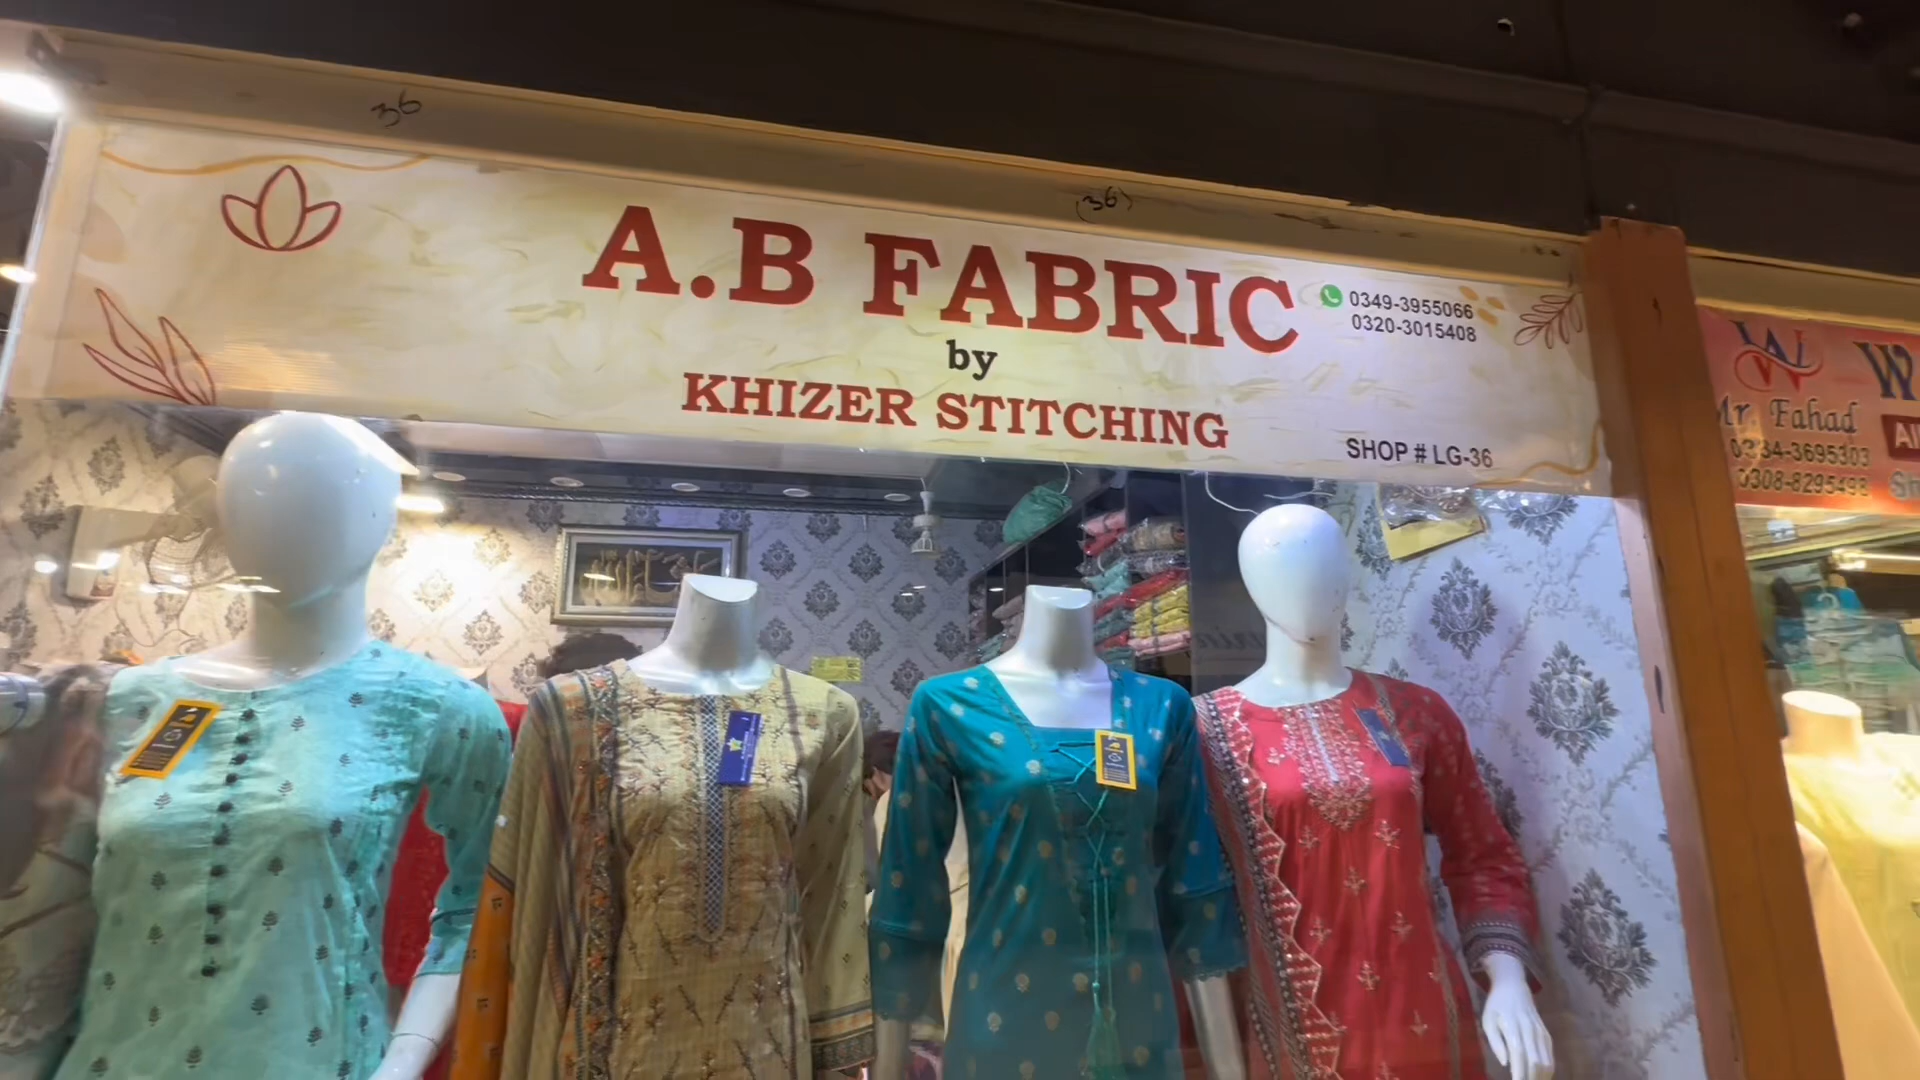 36
(36)
A.B FABRIC
by
KHIZER STITCHING
0349-3955066
0320-3015408
SHOP # LG-36
Mr. Fahad
0334-3695303
0308-8295498